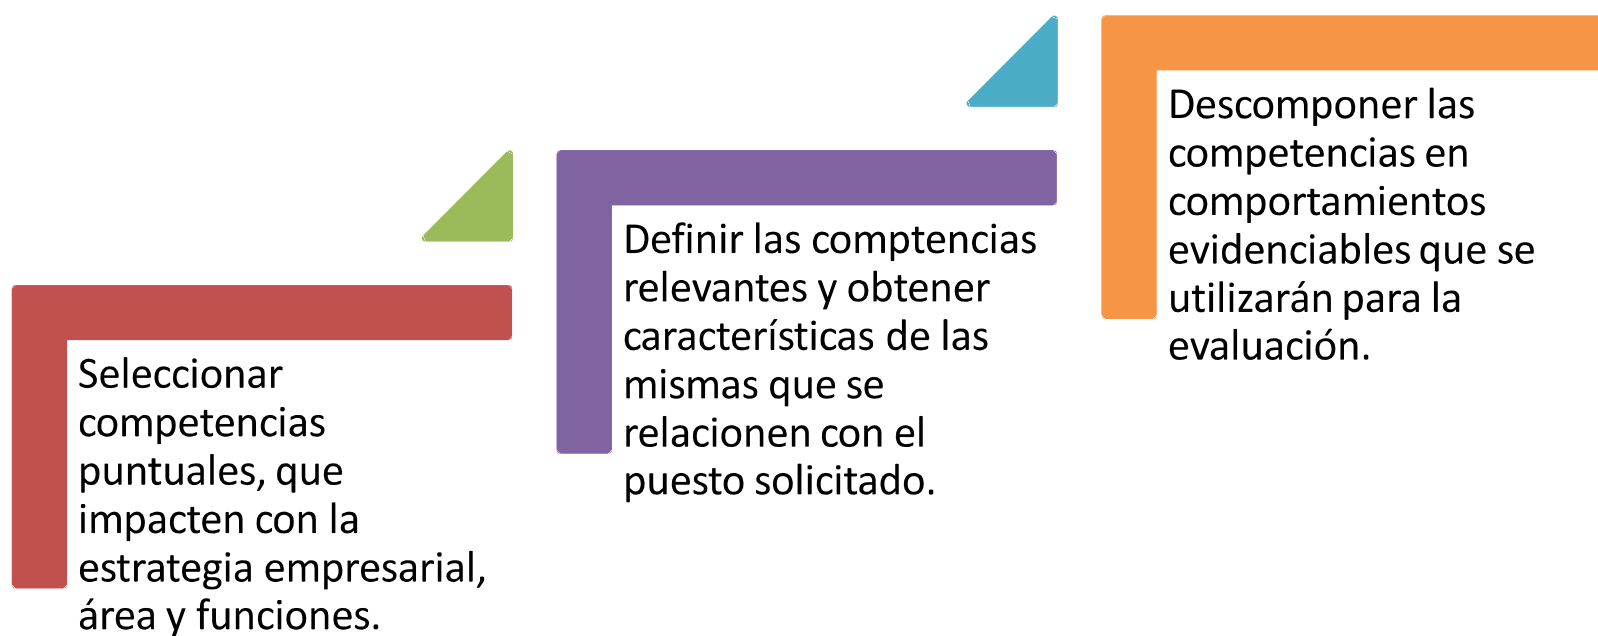 Seleccionar
competencias
puntuales, que
impacten con la
estrategia empresarial,
área y funciones.
Definir las comptencias
relevantes y obtener
características de las
mismas que se
relacionen con el
puesto solicitado.
Descomponer las
competencias en
comportamientos
evidenciables que se
utilizarán para la
evaluación.